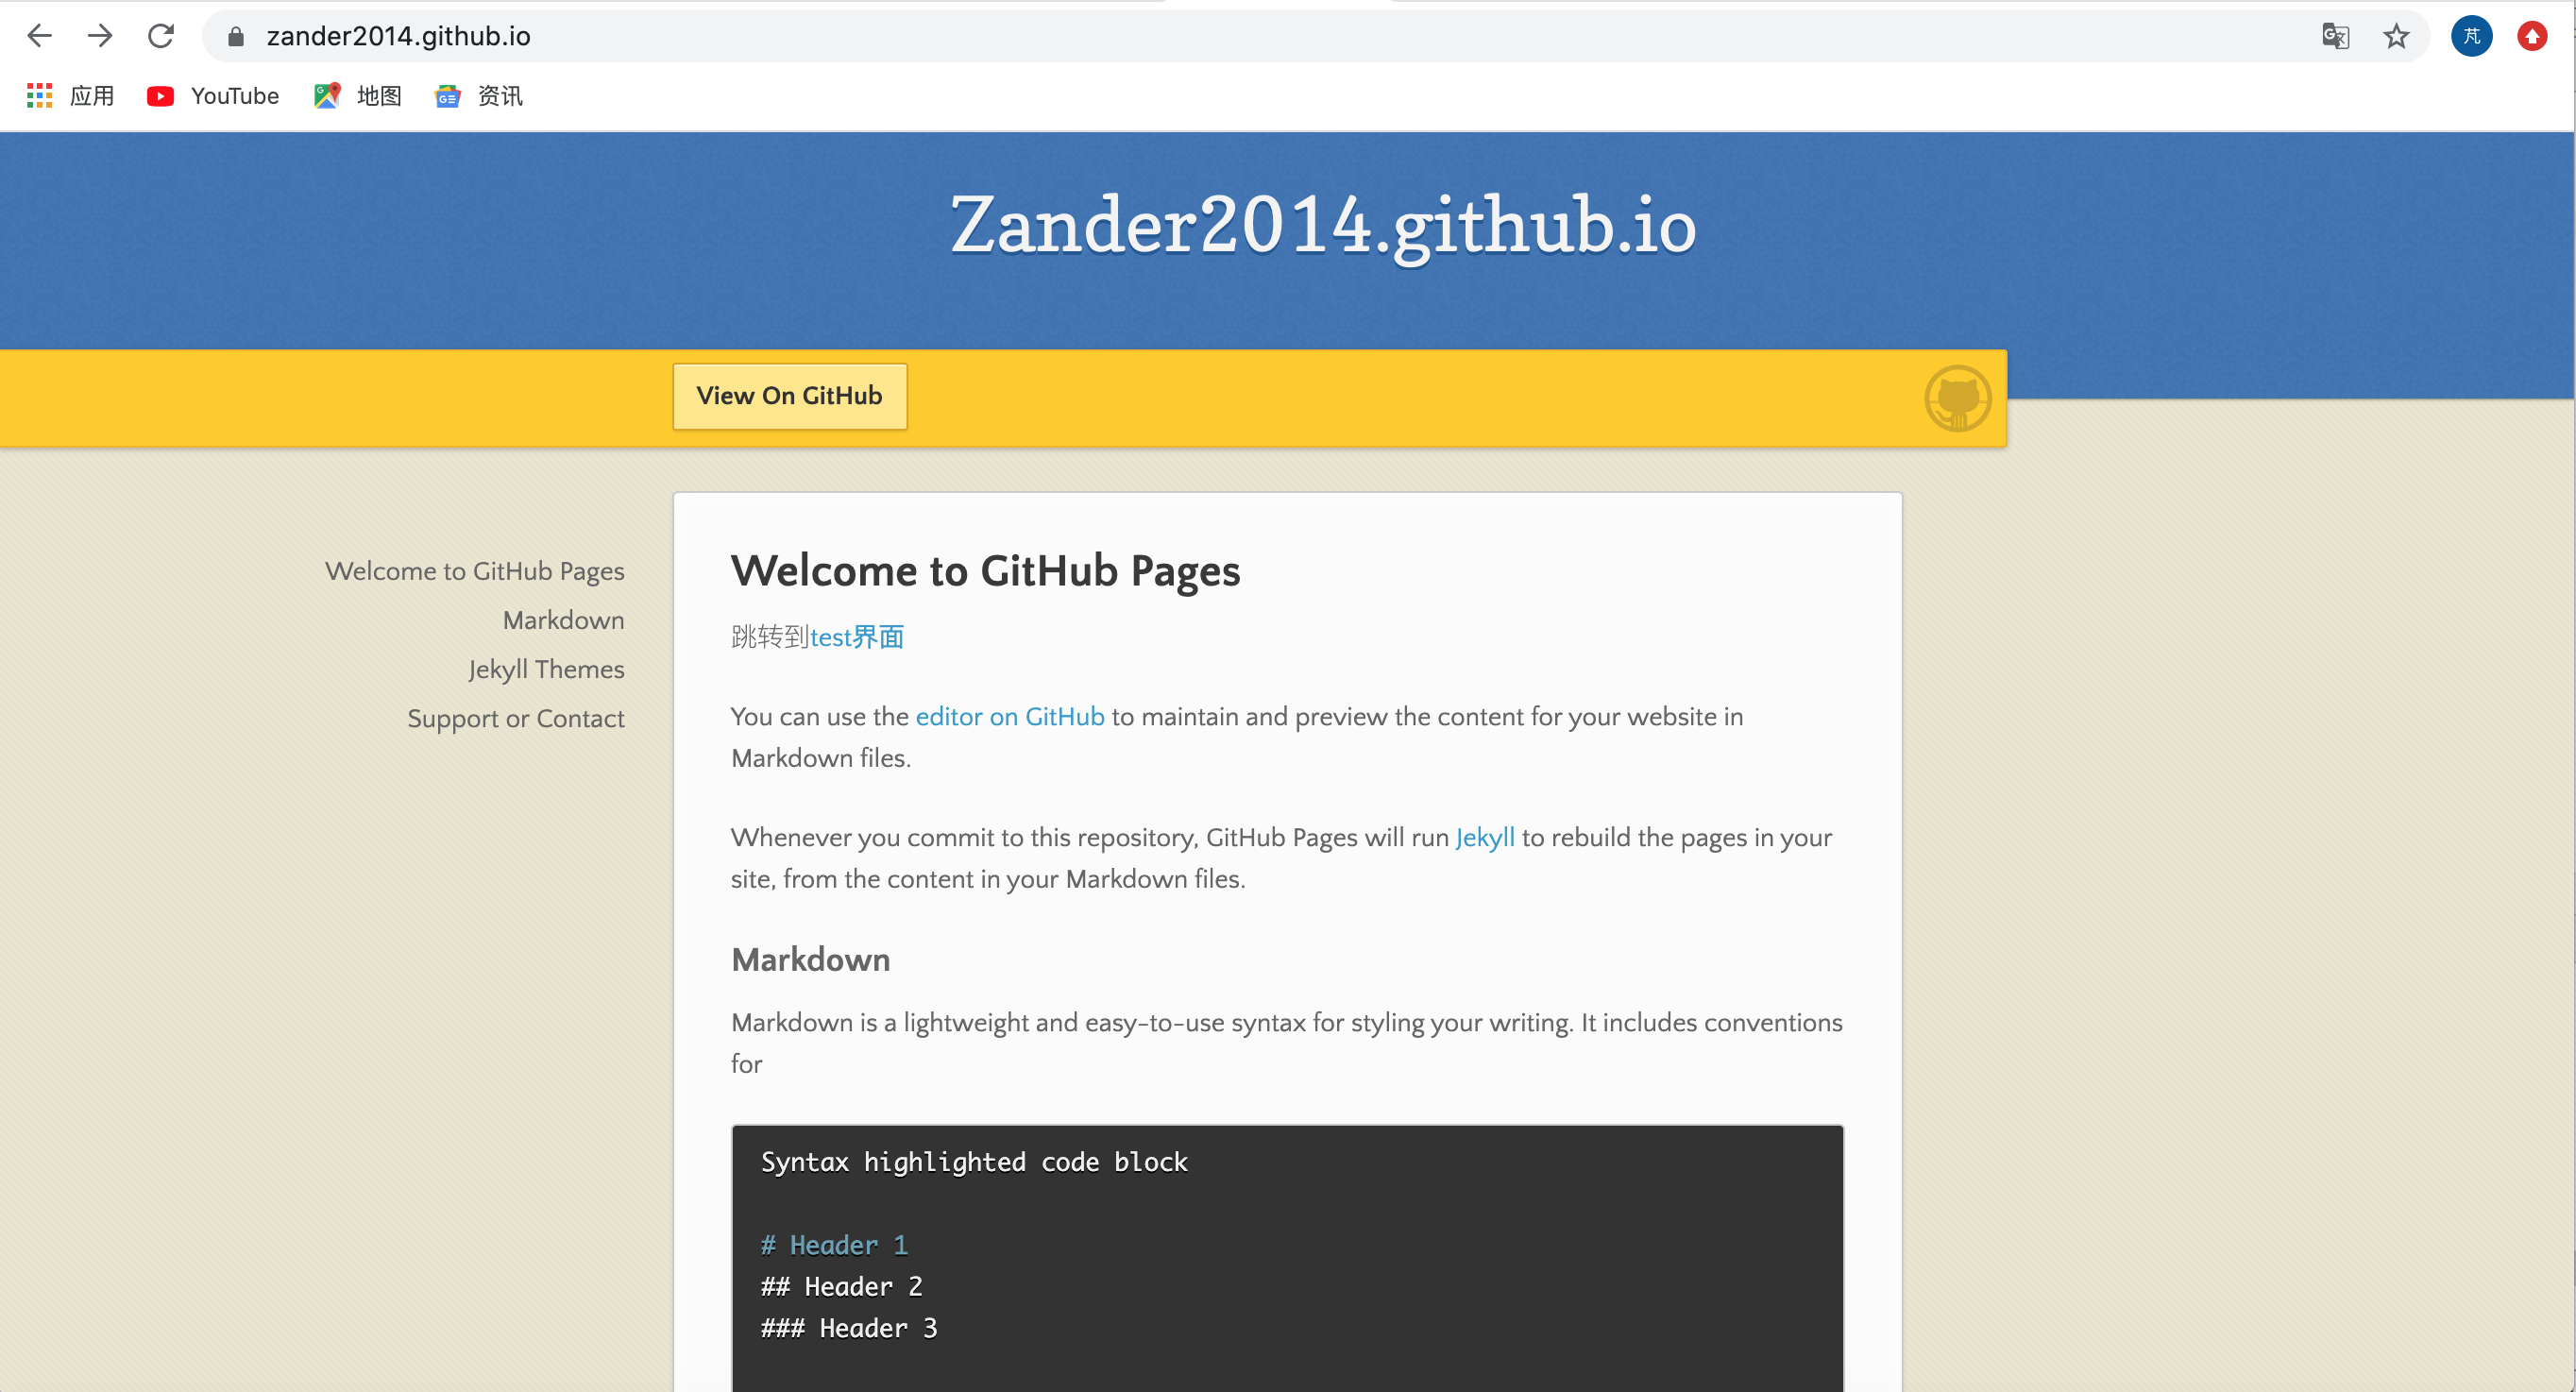 zander2014.github.io
应用 YouTube 地图 资讯
Zander2014.github.io
View On GitHub
Welcome to GitHub Pages
Markdown
Jekyll Themes
Support or Contact
Welcome to GitHub Pages
跳转到test界面
You can use the editor on GitHub to maintain and preview the content for your website in
Markdown files.
Whenever you commit to this repository, GitHub Pages will run Jekyll to rebuild the pages in your
site, from the content in your Markdown files.
Markdown
Markdown is a lightweight and easy-to-use syntax for styling your writing. It includes conventions
for
Syntax highlighted code block
# Header 1
## Header 2
### Header 3